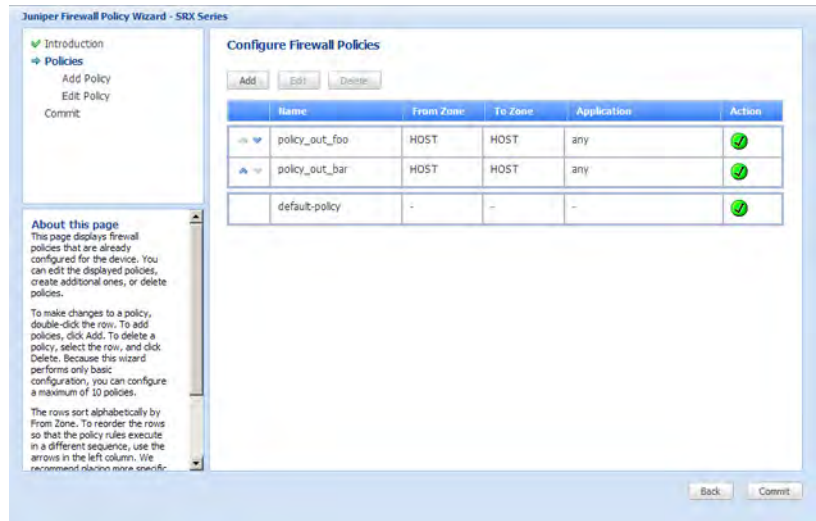 Juniper Firewall Policy Wizard - SRX Series
Introduction
Policies
Add Policy
Edit Policy
Commit
About this page
This page displays firewall
policies that are already
configured for the device. You
can edit the displayed policies,
create additional ones, or delete
policies.
To make changes to a policy,
double-click the row. To add
policies, click Add. To delete a
policy, select the row, and click
Delete. Because this wizard
performs only basic
configuration, you can configure
a maximum of 10 policies.
The rows sort alphabetically by
From Zone. To reorder the rows
so that the policy rules execute
in a different sequence, use the
arrows in the left column. We
recommend placing more specific
Configure Firewall Policies
Add Edit Delete
Name From Zone To Zone Application Action
policy_out_foo HOST HOST any
policy_out_bar HOST HOST any
default-policy - - -
Back Commit